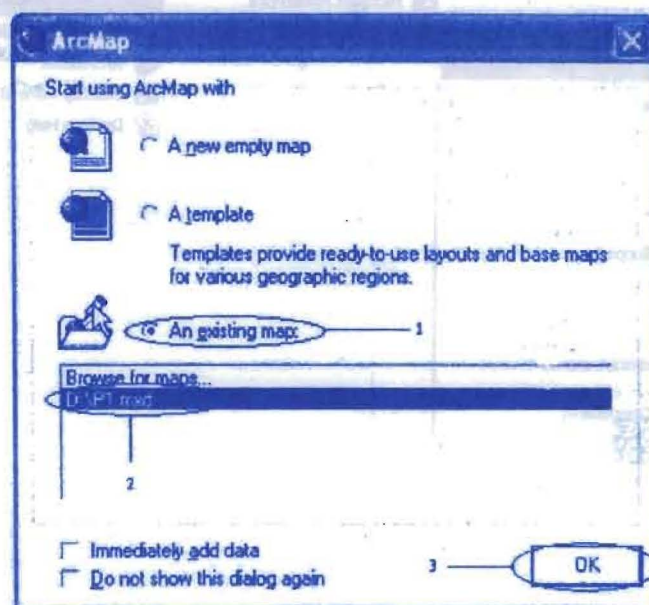 ArcMap
Start using ArcMap with
A new empty map
A template
Templates provide ready-to-use layouts and base maps
for various geographic regions.
An existing map: 1
Browse for maps...
D:\P1.mxd
2
Immediately add data
Do not show this dialog again
3 OK